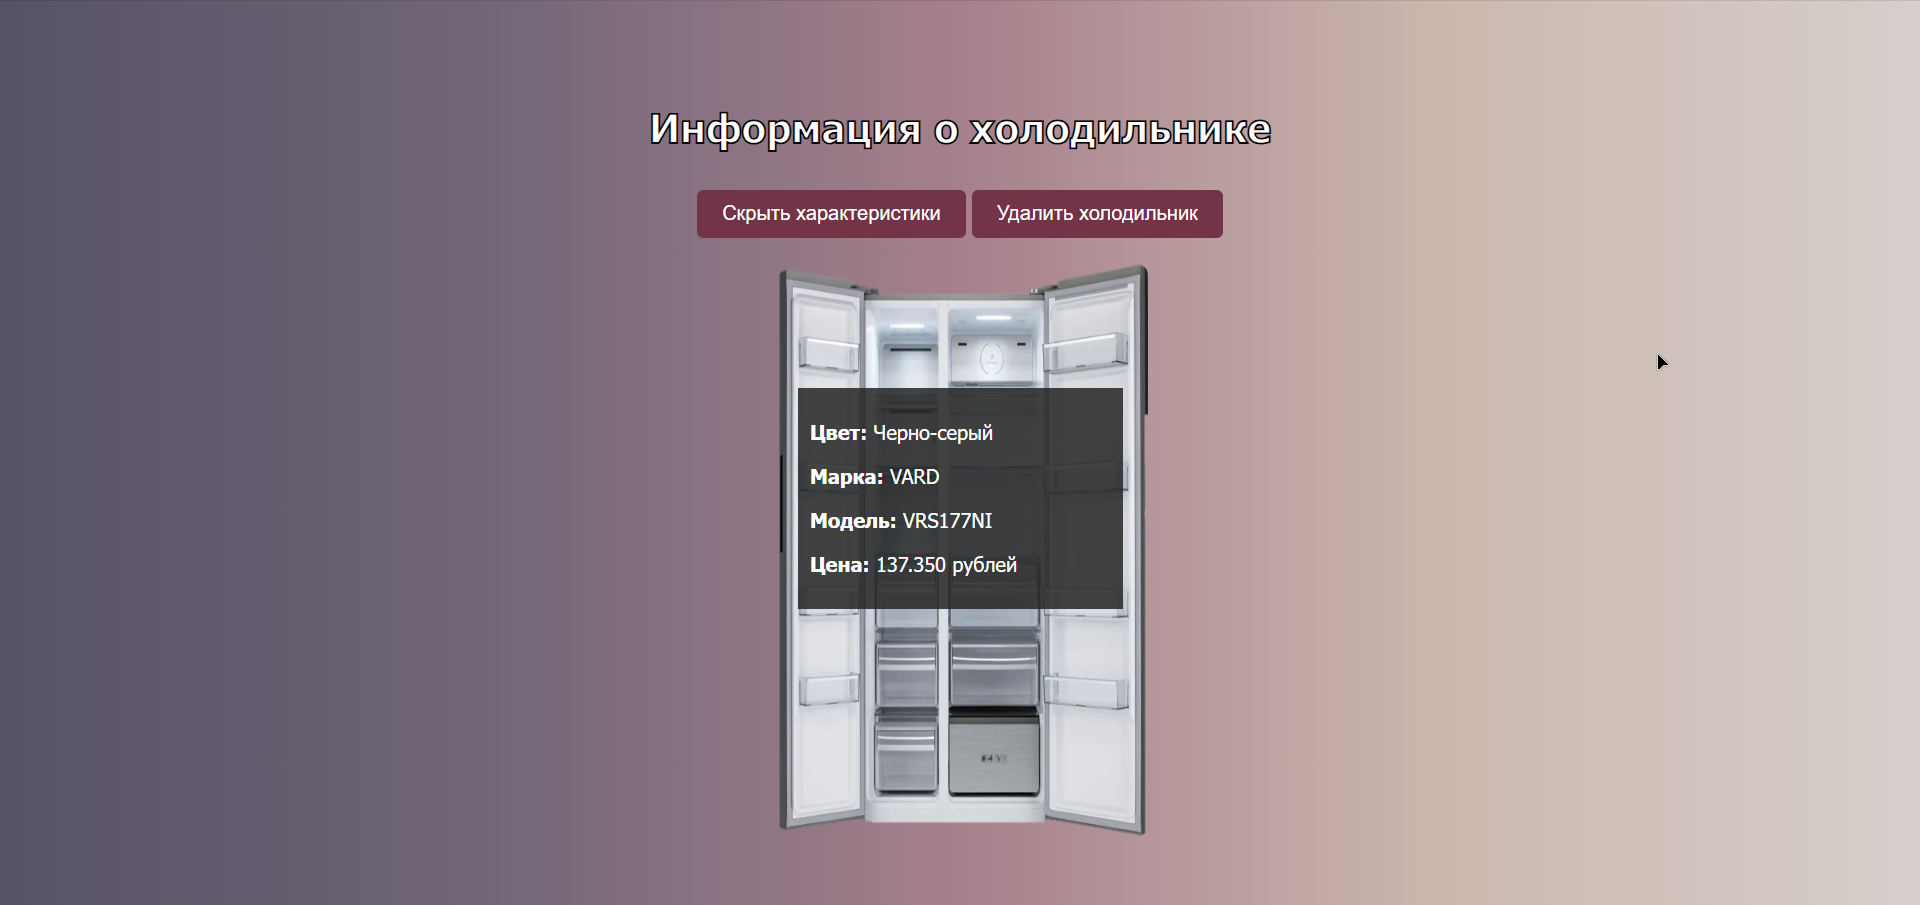 Информация о холодильнике
Скрыть характеристики
Удалить холодильник
Цвет: Черно-серый
Марка: VARD
Модель: VRS177NI
Цена: 137.350 рублей